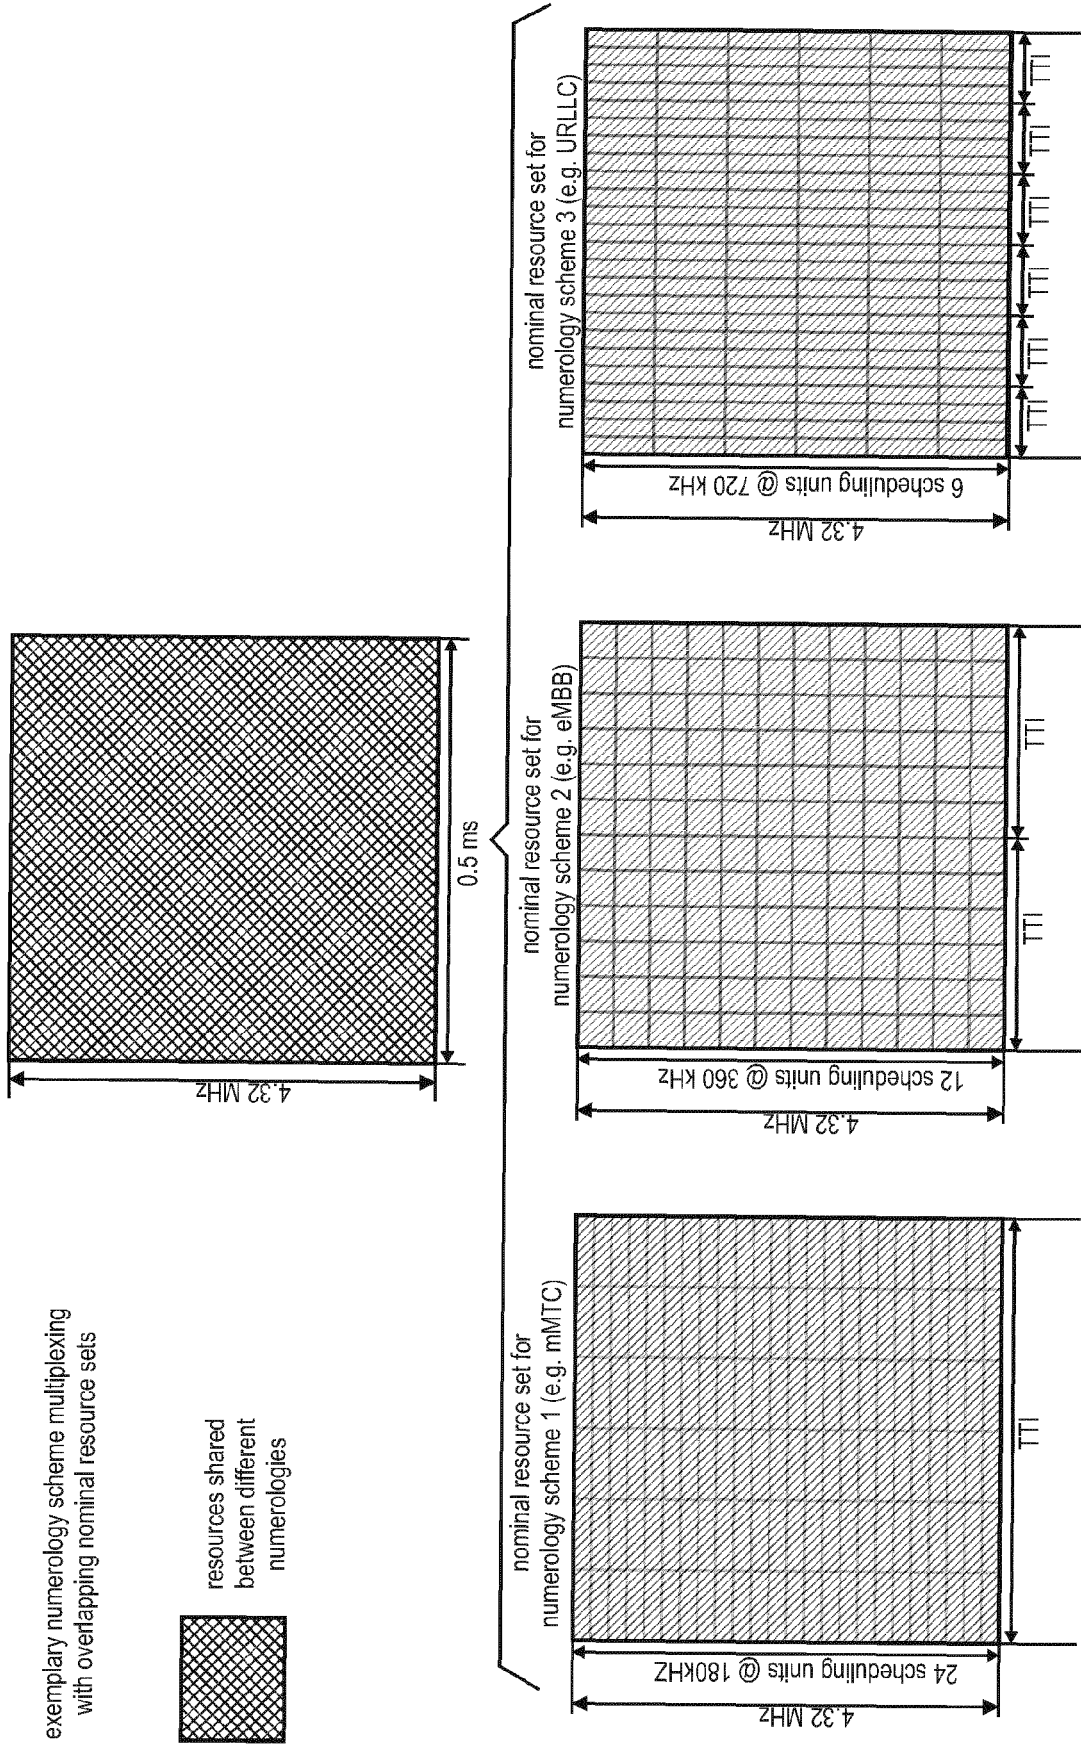 exemplary numerology scheme multiplexing
with overlapping nominal resource sets
resources shared
between different
numerologies
4.32 MHz
0.5 ms
nominal resource set for
numerology scheme 1 (e.g. mMTC)
4.32 MHz
24 scheduling units @ 180kHZ
TTI
nominal resource set for
numerology scheme 2 (e.g. eMBB)
4.32 MHz
12 scheduling units @ 360 kHz
TTI
TTI
nominal resource set for
numerology scheme 3 (e.g. URLLC)
4.32 MHz
6 scheduling units @ 720 kHz
TTI
TTI
TTI
TTI
TTI
TTI